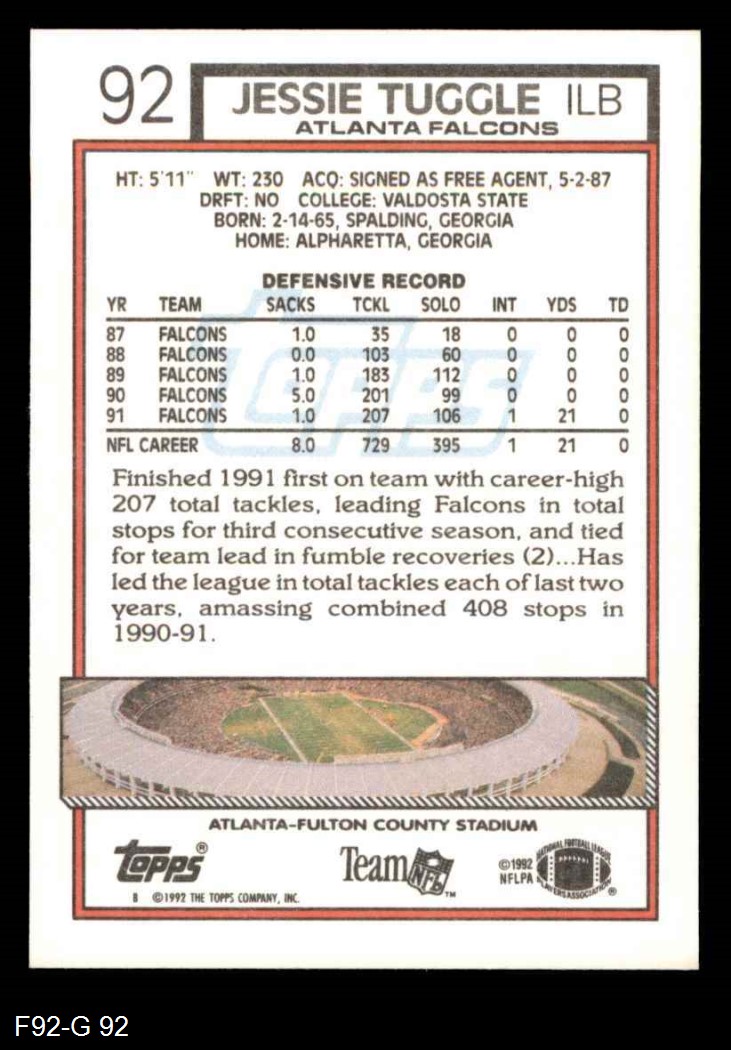 92
JESSIE TUGGLE ILB
ATLANTA FALCONS
HT: 5'11" WT: 230 ACQ: SIGNED AS FREE AGENT, 5-2-87
DRFT: NO COLLEGE: VALDOSTA STATE
BORN: 2-14-65, SPALDING, GEORGIA
HOME: ALPHARETTA, GEORGIA
DEFENSIVE RECORD
YR TEAM SACKS TCKL SOLO INT YDS TD
87 FALCONS 1.0 35 18 0 0 0
88 FALCONS 0.0 103 60 0 0 0
89 FALCONS 1.0 183 112 0 0 0
90 FALCONS 5.0 201 99 0 0 0
91 FALCONS 1.0 207 106 1 21 0
NFL CAREER 8.0 729 395 1 21 0
Topps
Finished 1991 first on team with career-high
207 total tackles, leading Falcons in total
stops for third consecutive season, and tied
for team lead in fumble recoveries (2)...Has
led the league in total tackles each of last two
years, amassing combined 408 stops in
1990-91.
ATLANTA-FULTON COUNTY STADIUM
Topps®
B ©1992 THE TOPPS COMPANY, INC.
Team NFL™
©1992
NFLPA
NATIONAL FOOTBALL LEAGUE
PLAYERS ASSOCIATION ®
F92-G 92